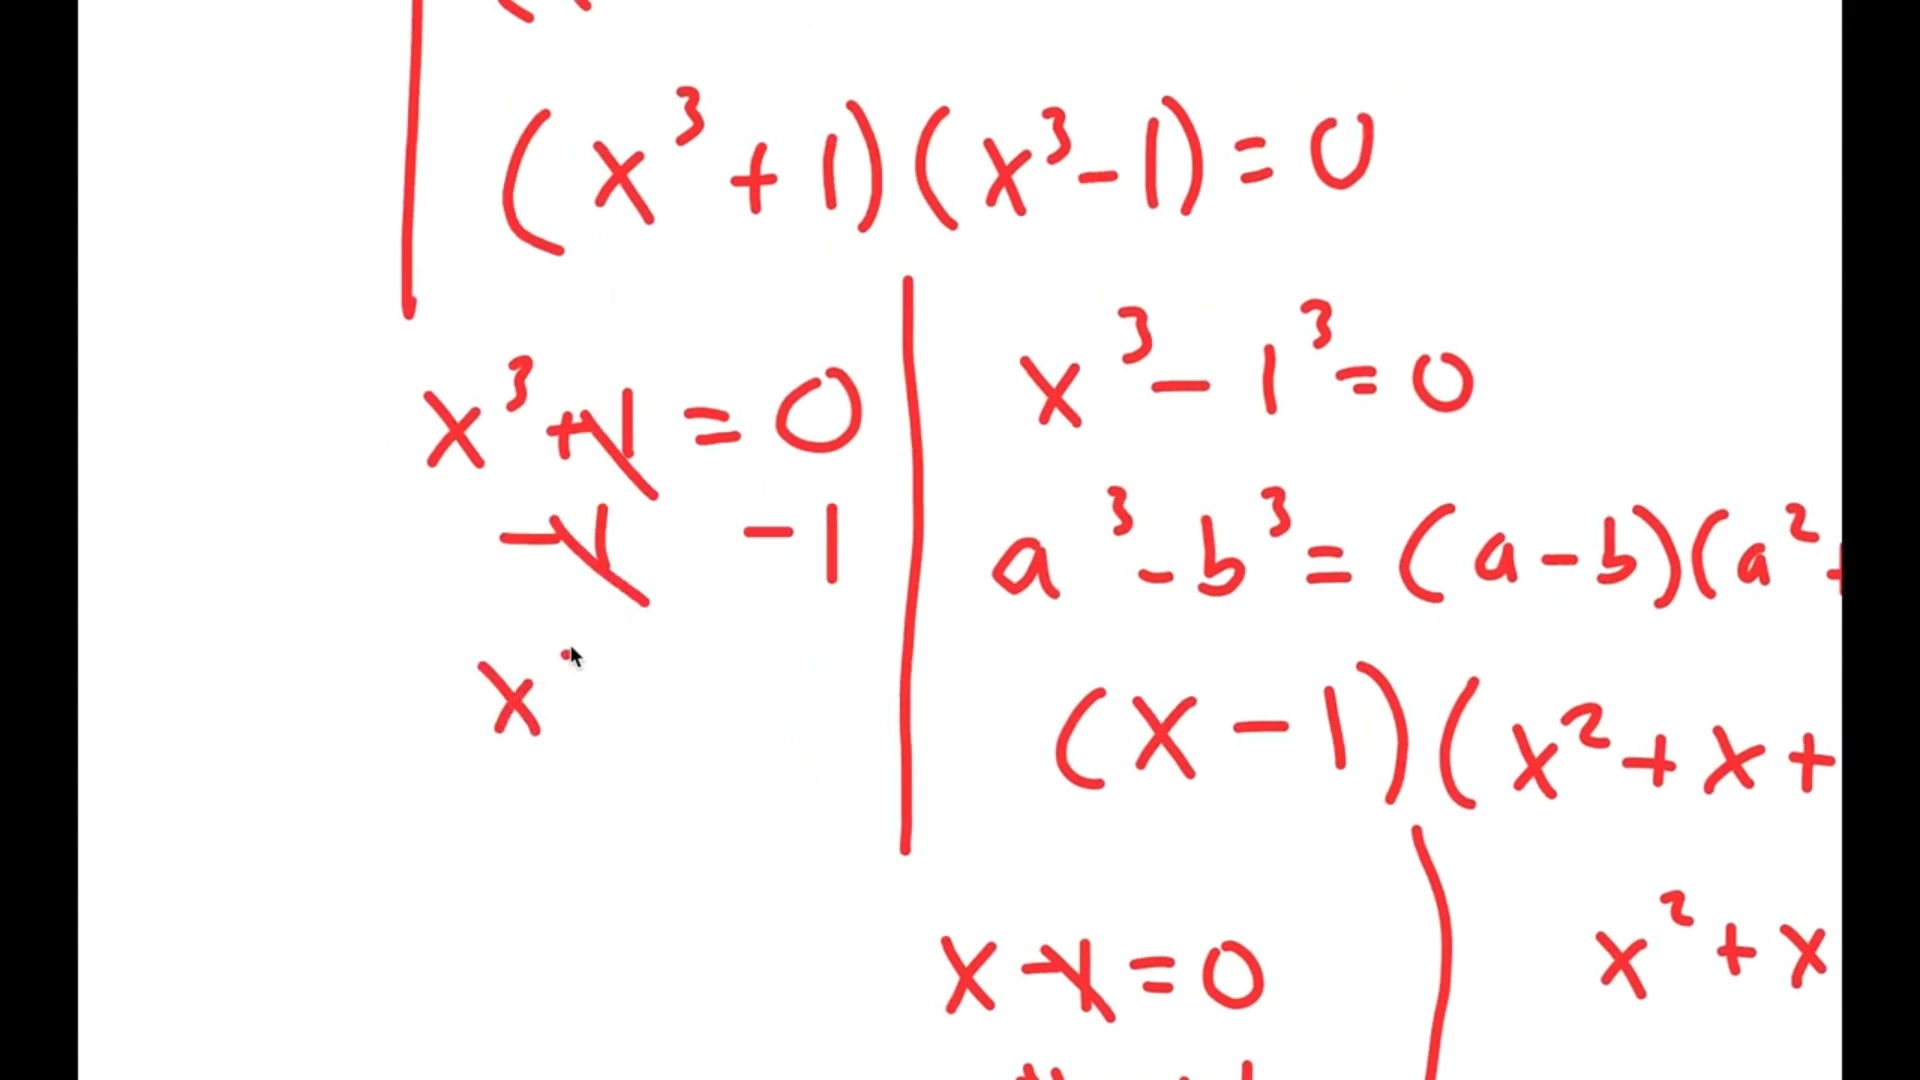 (x³+1)(x³-1)=0
x³+1=0
-1 -1
x
x³-1³=0
a³-b³=(a-b)(a²
(x-1)(x²+x+
x-1=0
x²+x